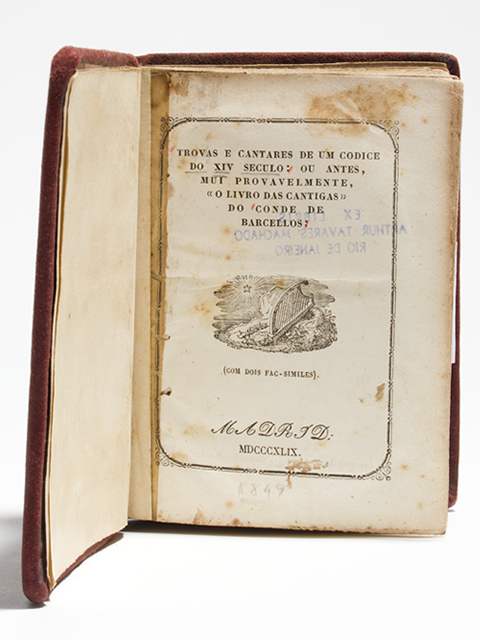 TROVAS E CANTARES DE UM CODICE
DO XIV SECULO: OU ANTES,
MUI PROVAVELMENTE,
«O LIVRO DAS CANTIGAS»
DO CONDE DE
BARCELLOS;
EX LIBRIS
ARTHUR TAVARES MACHADO
RIO DE JANEIRO
(COM DOIS FAC-SIMILES).
MADRID:
MDCCCXLIX.
1849